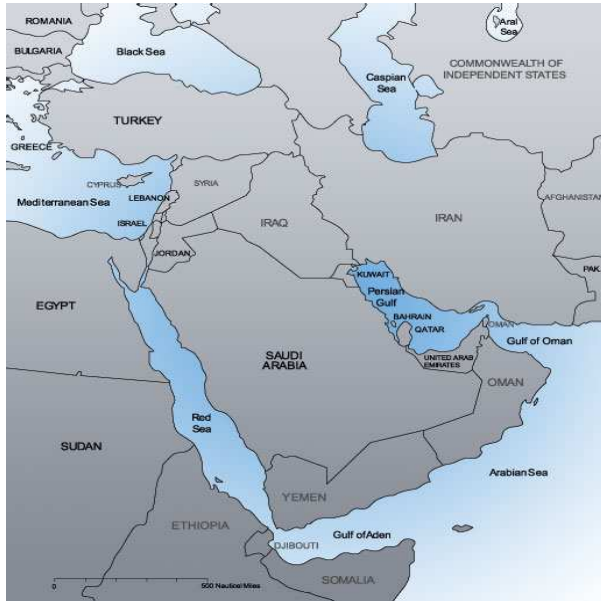 ROMANIA
Aral
Sea
BULGARIA
Black Sea
COMMONWEALTH OF
INDEPENDENT STATES
Caspian
Sea
TURKEY
GREECE
CYPRUS
SYRIA
AFGHANISTAN
Mediterranean Sea
LEBANON
IRAQ
IRAN
ISRAEL
JORDAN
KUWAIT
PAK
EGYPT
Persian
Gulf
BAHRAIN
QATAR
OMAN
Gulf of Oman
SAUDI
ARABIA
UNITED ARAB
EMIRATES
OMAN
Red
Sea
SUDAN
Arabian Sea
YEMEN
ETHIOPIA
Gulf of Aden
DJIBOUTI
SOMALIA
0
500 Nautical Miles